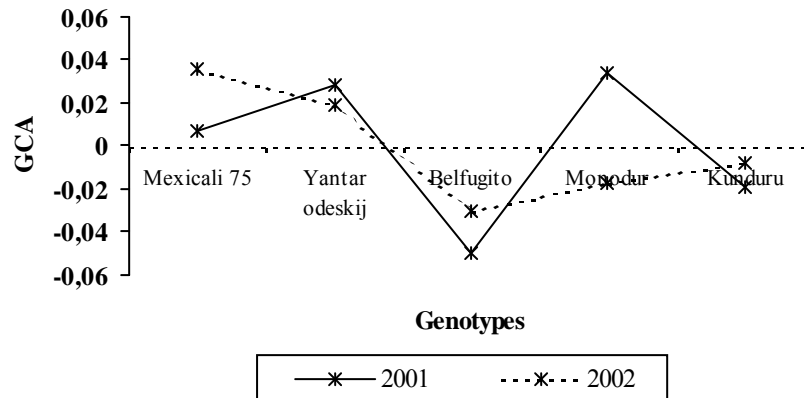 0,06
0,04
0,02
0
-0,02
-0,04
-0,06
GCA
Mexicali 75
Yantar
odeskij
Belfugito
Monodur
Kunduru
Genotypes
2001
2002